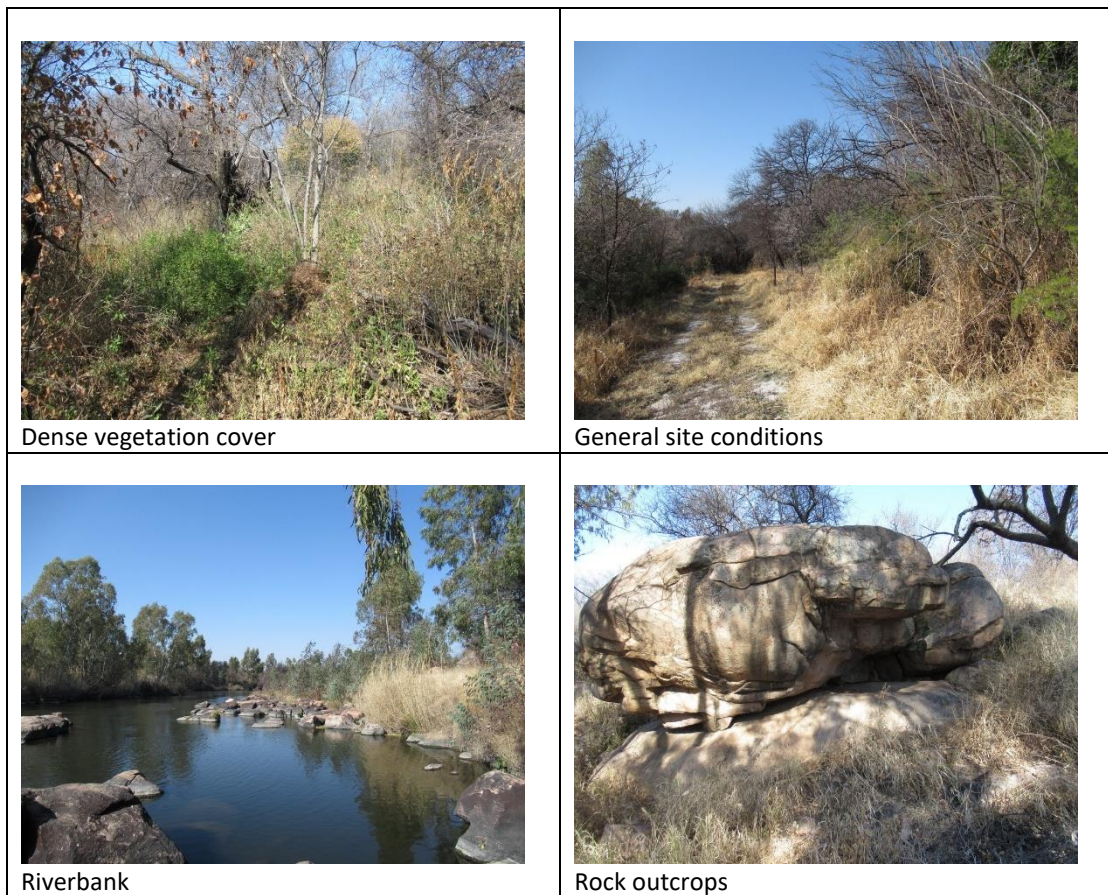 Dense vegetation cover
General site conditions
Riverbank
Rock outcrops